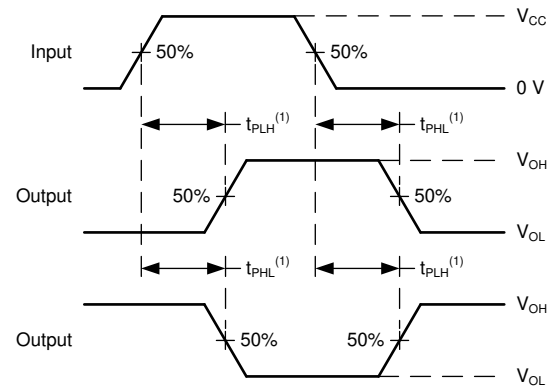 V_CC
Input 50% 50%
0 V
t_PLH^(1) t_PHL^(1)
V_OH
Output 50% 50%
V_OL
t_PHL^(1) t_PLH^(1)
V_OH
Output 50% 50%
V_OL